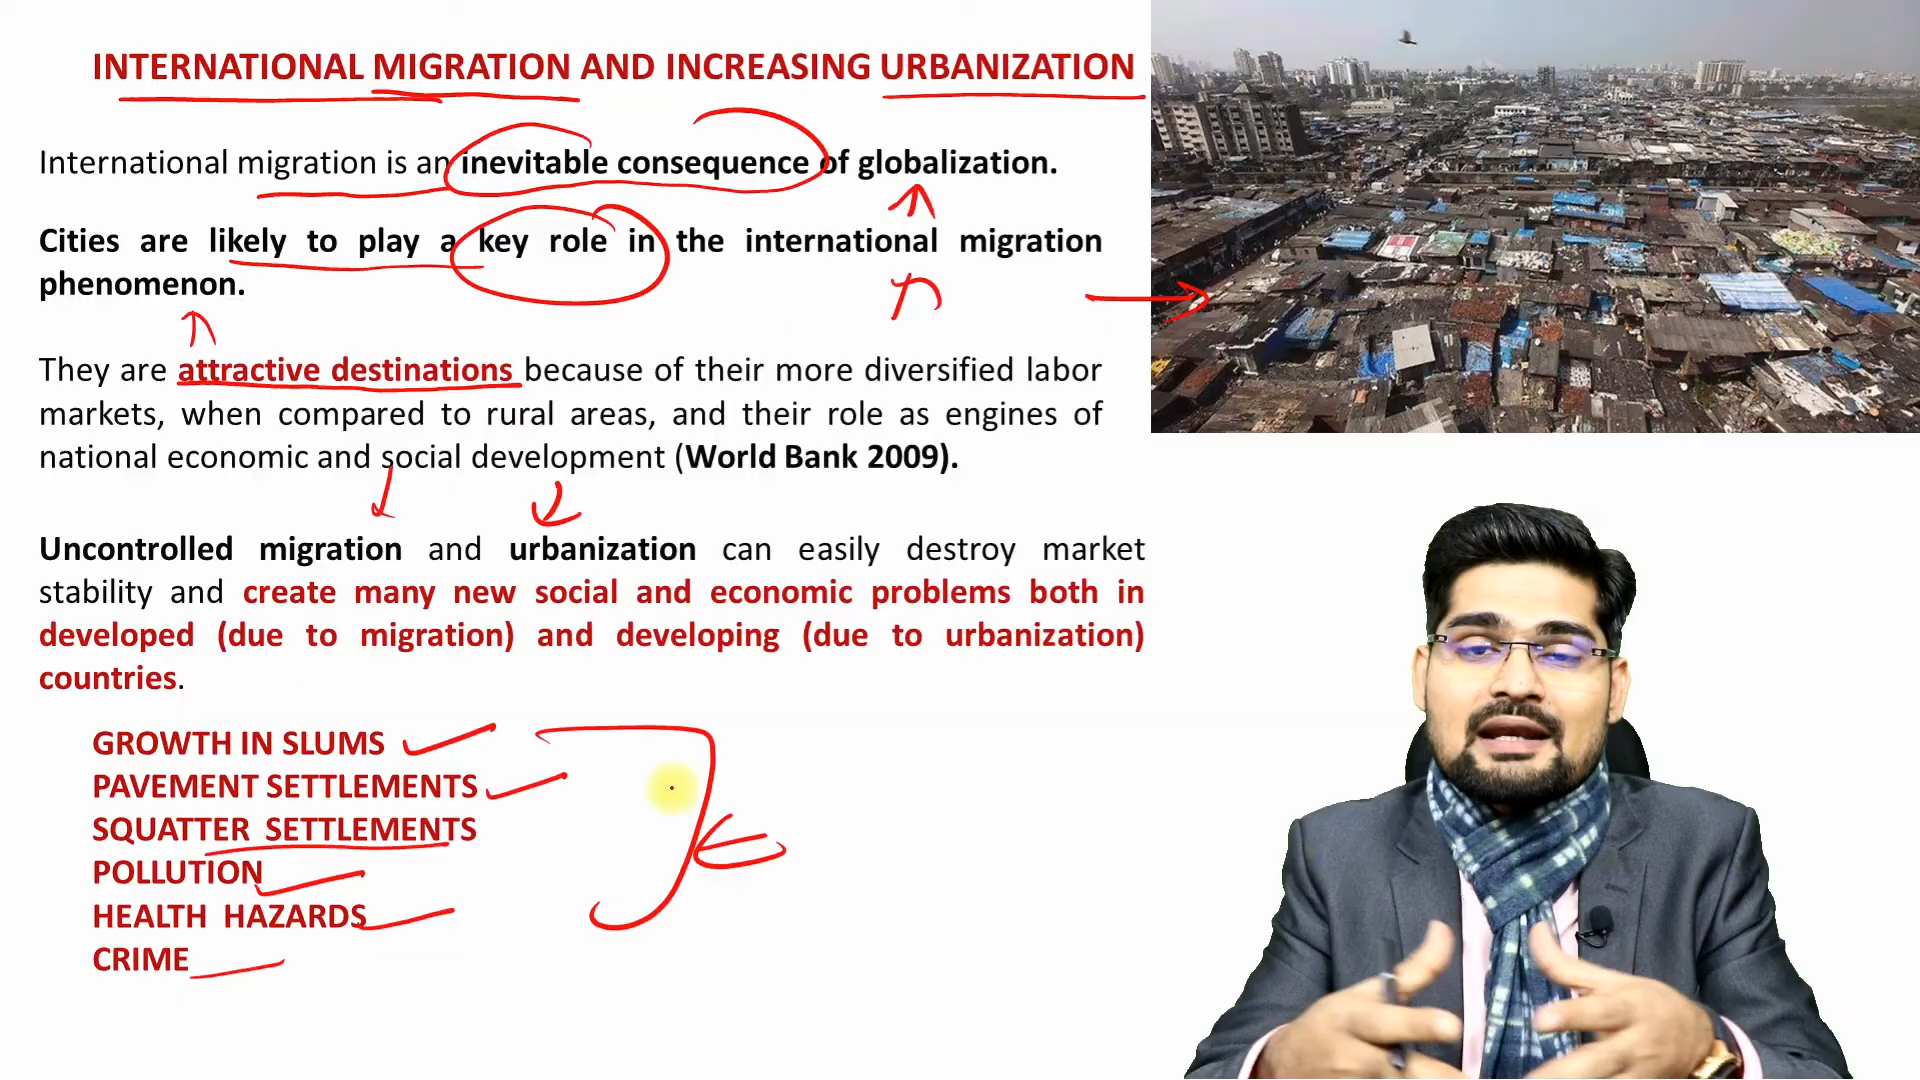 INTERNATIONAL MIGRATION AND INCREASING URBANIZATION
International migration is an inevitable consequence of globalization.
Cities are likely to play a key role in the international migration
phenomenon.
They are attractive destinations because of their more diversified labor
markets, when compared to rural areas, and their role as engines of
national economic and social development (World Bank 2009).
Uncontrolled migration and urbanization can easily destroy market
stability and create many new social and economic problems both in
developed (due to migration) and developing (due to urbanization)
countries.
GROWTH IN SLUMS
PAVEMENT SETTLEMENTS
SQUATTER SETTLEMENTS
POLLUTION
HEALTH HAZARDS
CRIME